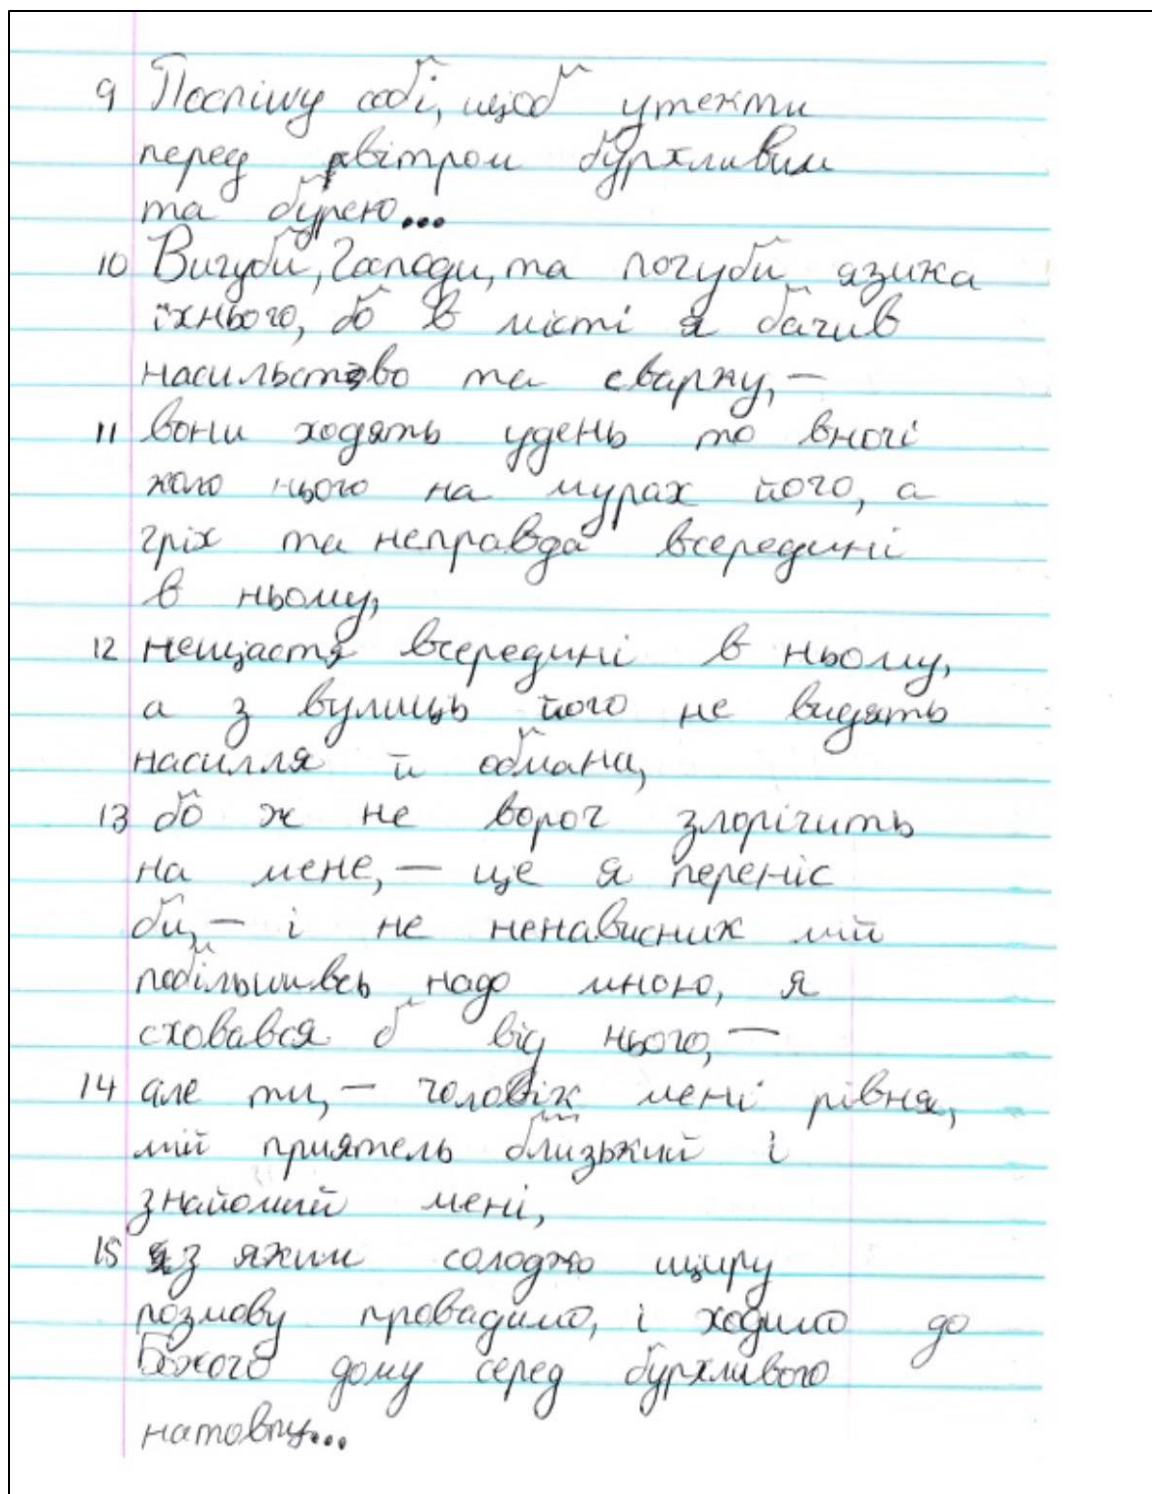 9 Поспішу собі, щоб утекти
перед вітром бурхливим
та бурею...
10 Вигуби, Господи, та погуби язика
їхнього, бо в місті я бачив
насильство та сварку, —
11 вони ходять удень то вночі
коло нього на мурах його, а
гріх та неправда всередині
в ньому,
12 нещастя всередині в ньому,
а з вулиць його не видять
насилля й обмана,
13 бо ж не ворог злорічить
на мене, — ще я переніс
би, — і не ненависник мій
побільшивсь надо мною, я
сховався б від нього, —
14 але ти, — чоловік мені рівня,
мій приятель близький і
знайомий мені,
15 з яким солодко щиру
розмову провадимо, і ходимо до
Божого дому серед бурхливого
натовпу...